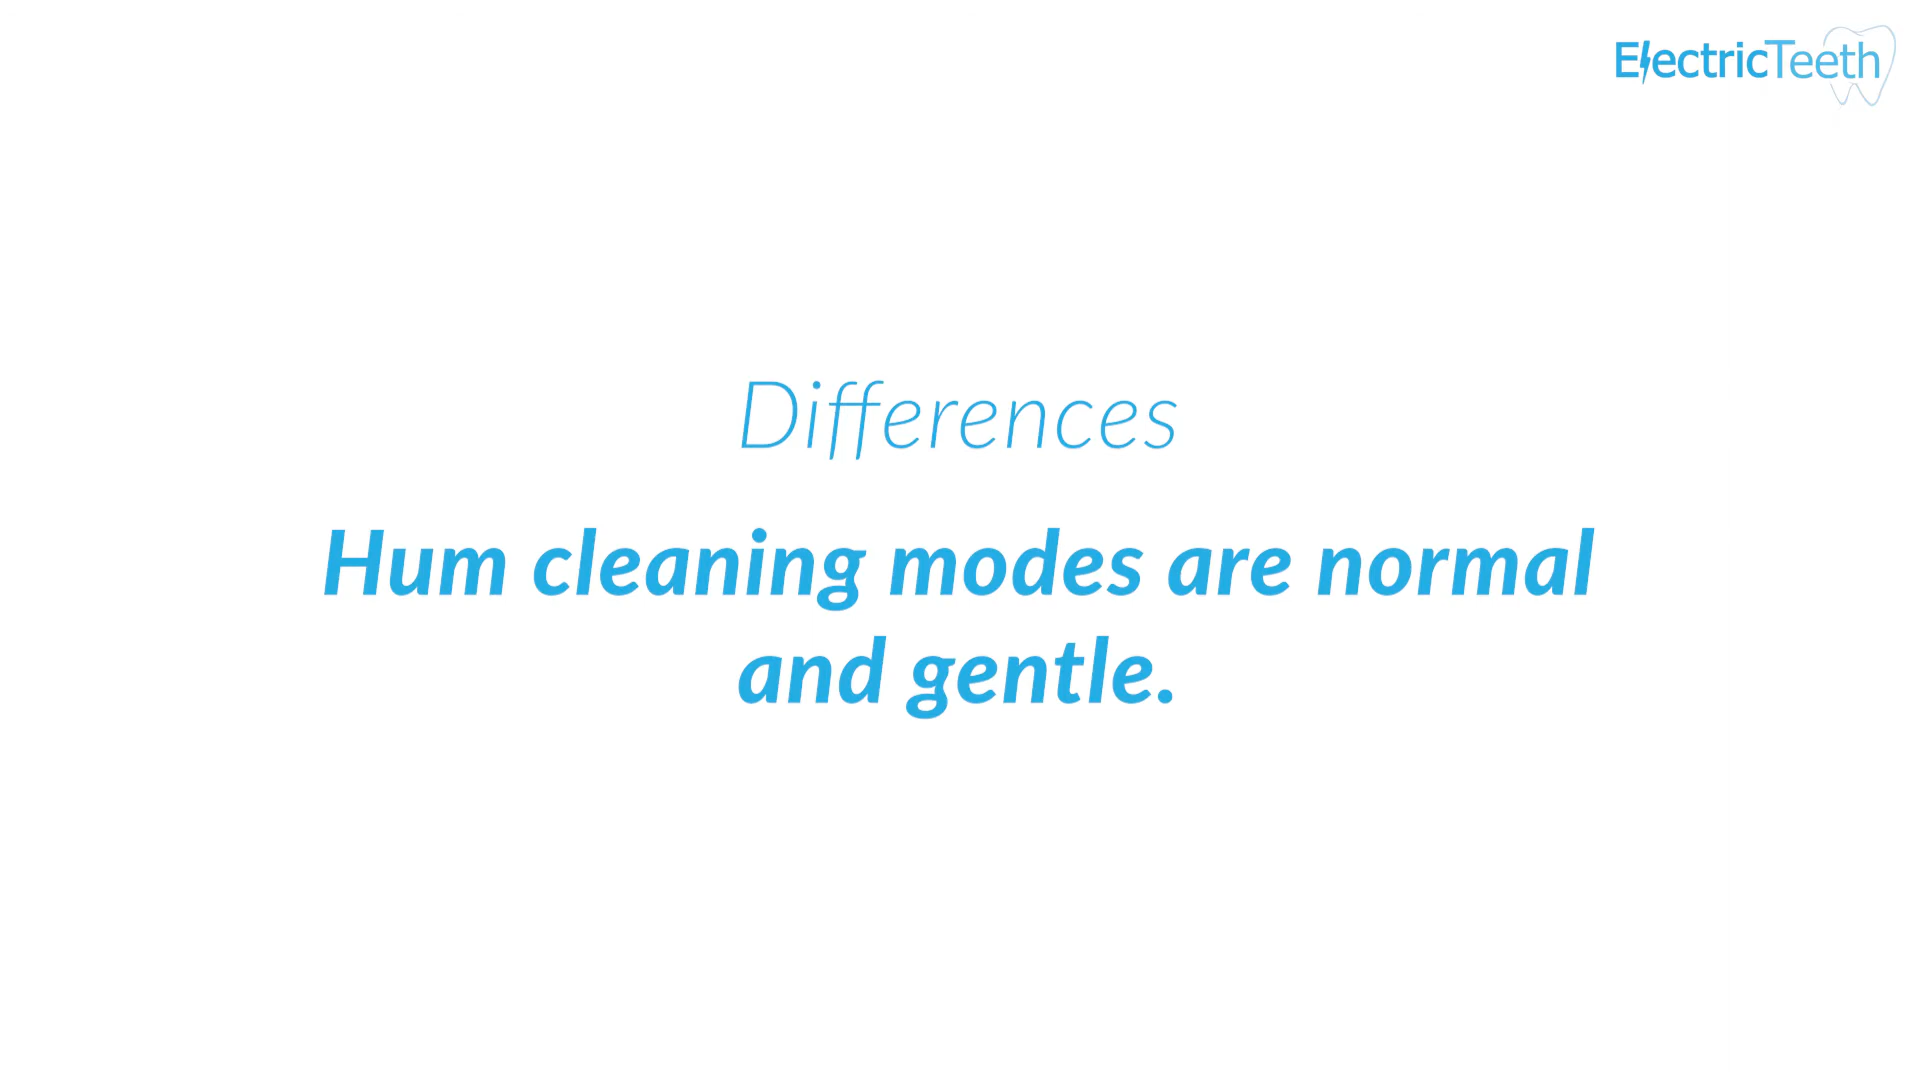 ElectricTeeth
Differences
Hum cleaning modes are normal
and gentle.